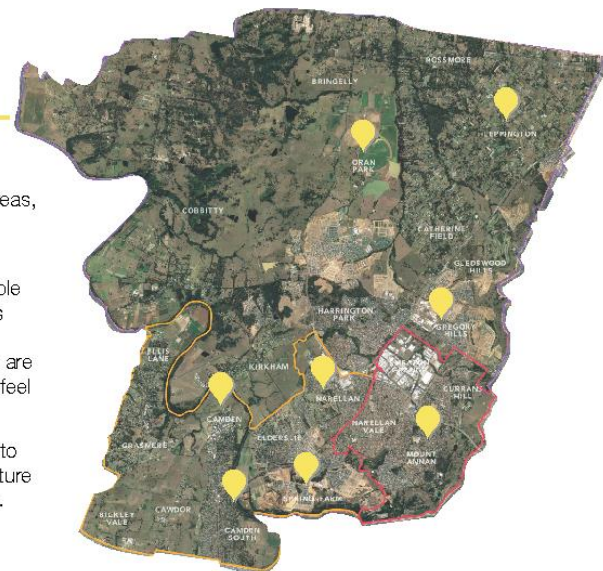 eas,
ple
s
are
feel
to
ture
.
ROSSMORE
BRINGELLY
LEPPINGTON
ORAN
PARK
COBBITTY
CATHERINE
FIELD
GLEDSWOOD
HILLS
HARRINGTON
PARK
GREGORY
HILLS
ELLIS
LANE
KIRKHAM
NARELLAN
CURRANS
HILL
CAMDEN
NARELLAN
VALE
ELDERSLIE
GRASMERE
MOUNT
ANNAN
SPRING FARM
BICKLEY
VALE
CAWDOR
CAMDEN
SOUTH